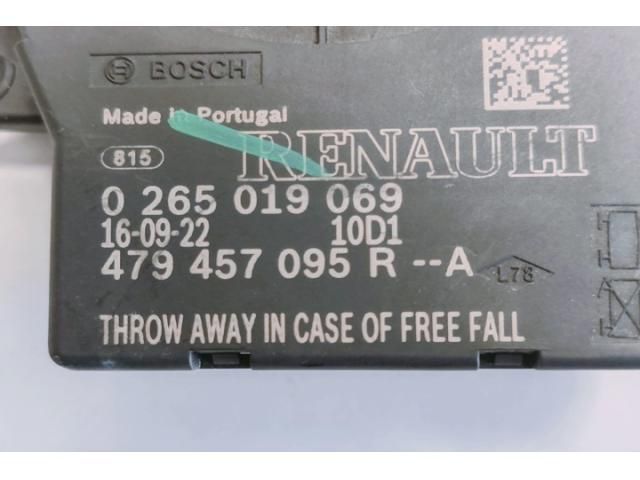 BOSCH
Made in Portugal
RENAULT
815
0 265 019 069
16-09-22 10D1
479 457 095 R --A
L78
THROW AWAY IN CASE OF FREE FALL